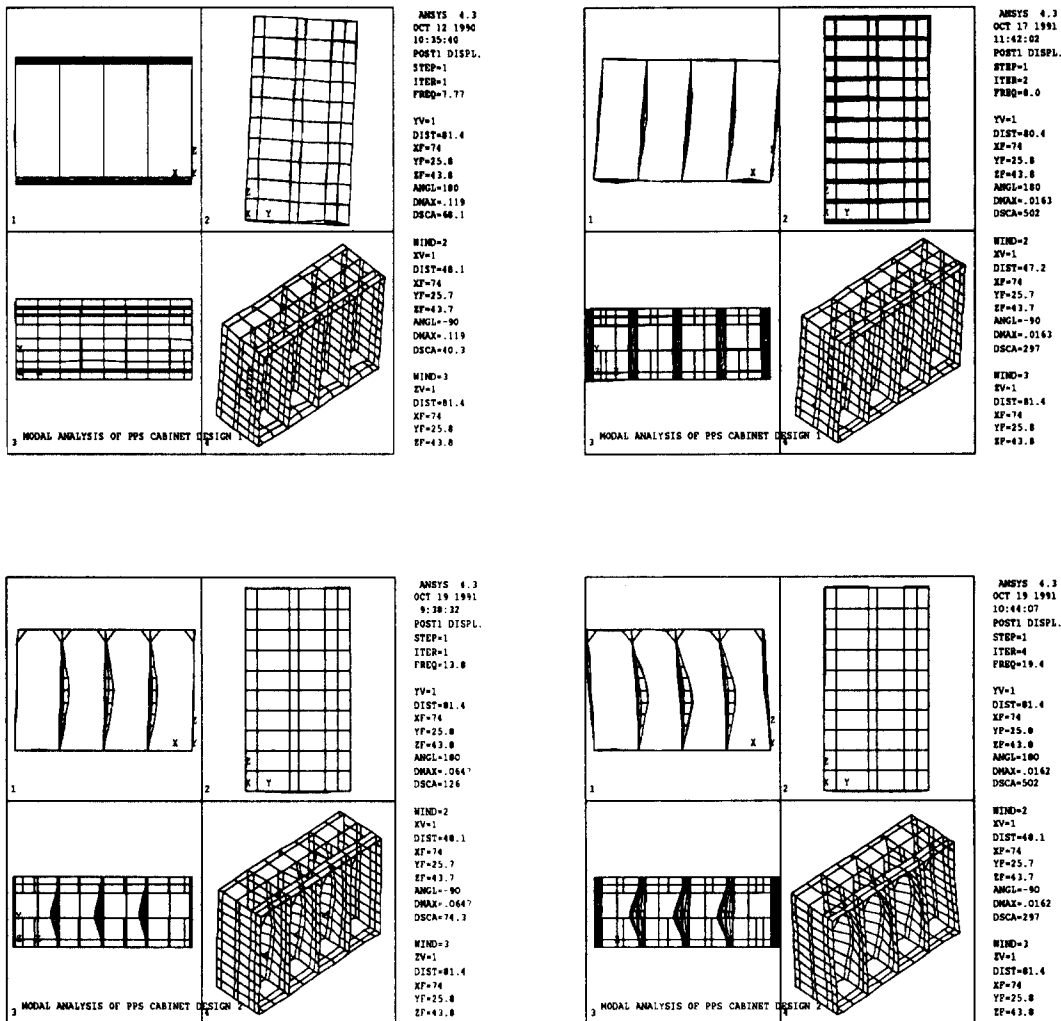 ANSYS 4.3
OCT 12 1990
10:35:40
POST1 DISPL.
STEP=1
ITER=1
FREQ=7.77
YV=1
DIST=81.4
XF=74
YF=25.8
ZF=43.8
ANGL=180
DMAX=.119
DSCA=68.1
WIND=2
XV=1
DIST=48.1
XF=74
YF=25.7
ZF=43.7
ANGL=-90
DMAX=.119
DSCA=40.3
WIND=3
ZV=1
DIST=81.4
XF=74
YF=25.8
ZF=43.8
Z
X
1
Z
X Y
2
3 MODAL ANALYSIS OF PPS CABINET DESIGN 1
4
ANSYS 4.3
OCT 17 1991
11:42:02
POST1 DISPL.
STEP=1
ITER=2
FREQ=8.0
YV=1
DIST=80.4
XF=74
YF=25.8
ZF=43.8
ANGL=180
DMAX=.0163
DSCA=502
WIND=2
XV=1
DIST=47.2
XF=74
YF=25.7
ZF=43.7
ANGL=-90
DMAX=.0163
DSCA=297
WIND=3
ZV=1
DIST=81.4
XF=74
YF=25.8
ZF=43.8
X
1
Y
2
3 MODAL ANALYSIS OF PPS CABINET DESIGN 1
4
ANSYS 4.3
OCT 19 1991
9:38:32
POST1 DISPL.
STEP=1
ITER=1
FREQ=13.8
YV=1
DIST=81.4
XF=74
YF=25.8
ZF=43.8
ANGL=180
DMAX=.0647
DSCA=126
WIND=2
XV=1
DIST=48.1
XF=74
YF=25.7
ZF=43.7
ANGL=-90
DMAX=.0647
DSCA=74.3
WIND=3
ZV=1
DIST=81.4
XF=74
YF=25.8
ZF=43.8
Z
X Y
1
Z
X Y
2
3 MODAL ANALYSIS OF PPS CABINET DESIGN 2
4
ANSYS 4.3
OCT 19 1991
10:44:07
POST1 DISPL.
STEP=1
ITER=4
FREQ=19.4
YV=1
DIST=81.4
XF=74
YF=25.8
ZF=43.8
ANGL=180
DMAX=.0162
DSCA=502
WIND=2
XV=1
DIST=48.1
XF=74
YF=25.7
ZF=43.7
ANGL=-90
DMAX=.0162
DSCA=297
WIND=3
ZV=1
DIST=81.4
XF=74
YF=25.8
ZF=43.8
Z
X Y
1
Z
X Y
2
3 MODAL ANALYSIS OF PPS CABINET DESIGN 2
4